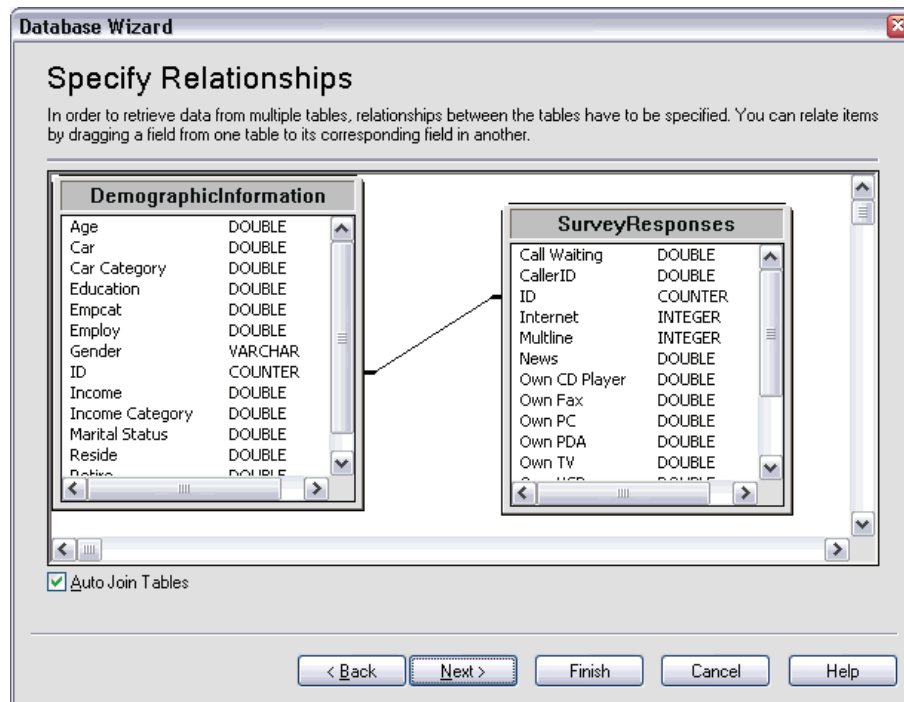 Database Wizard
Specify Relationships
In order to retrieve data from multiple tables, relationships between the tables have to be specified. You can relate items
by dragging a field from one table to its corresponding field in another.
DemographicInformation
Age DOUBLE
Car DOUBLE
Car Category DOUBLE
Education DOUBLE
Empcat DOUBLE
Employ DOUBLE
Gender VARCHAR
ID COUNTER
Income DOUBLE
Income Category DOUBLE
Marital Status DOUBLE
Reside DOUBLE
Retire DOUBLE
SurveyResponses
Call Waiting DOUBLE
CallerID DOUBLE
ID COUNTER
Internet INTEGER
Multline INTEGER
News DOUBLE
Own CD Player DOUBLE
Own Fax DOUBLE
Own PC DOUBLE
Own PDA DOUBLE
Own TV DOUBLE
Auto Join Tables
< Back
Next >
Finish
Cancel
Help